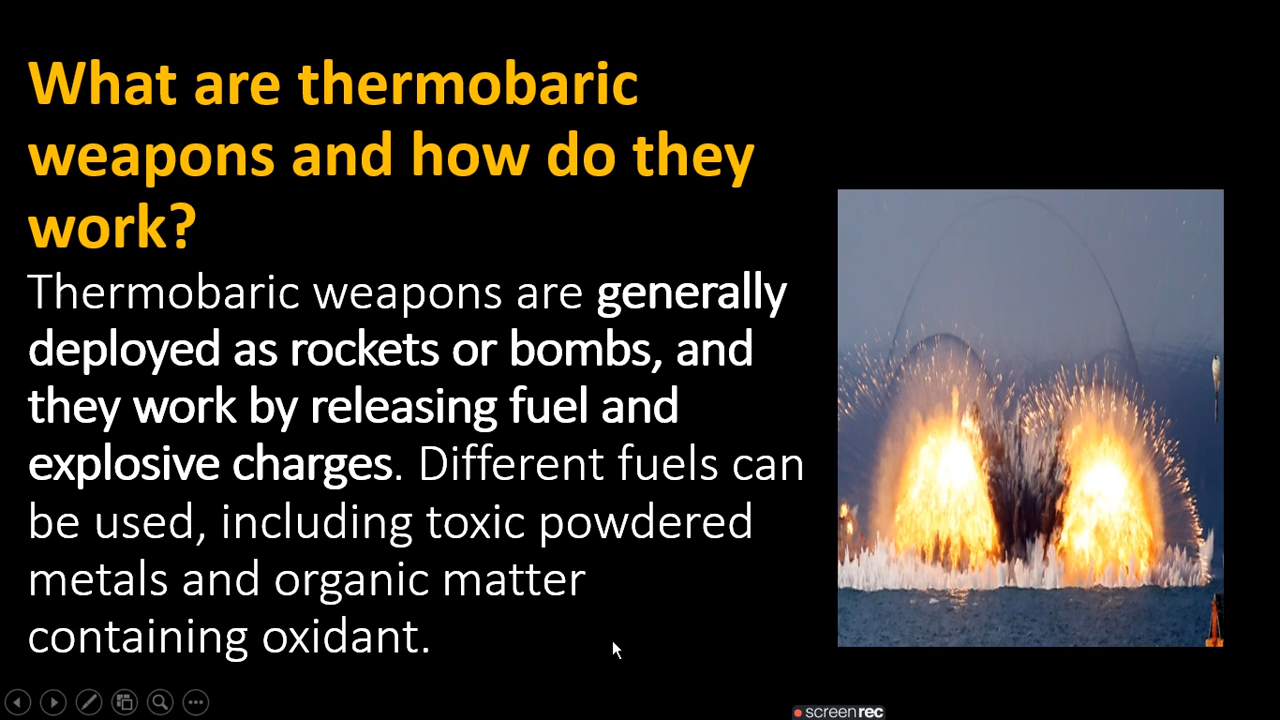 What are thermobaric
weapons and how do they
work?
Thermobaric weapons are generally
deployed as rockets or bombs, and
they work by releasing fuel and
explosive charges. Different fuels can
be used, including toxic powdered
metals and organic matter
containing oxidant.
screenrec